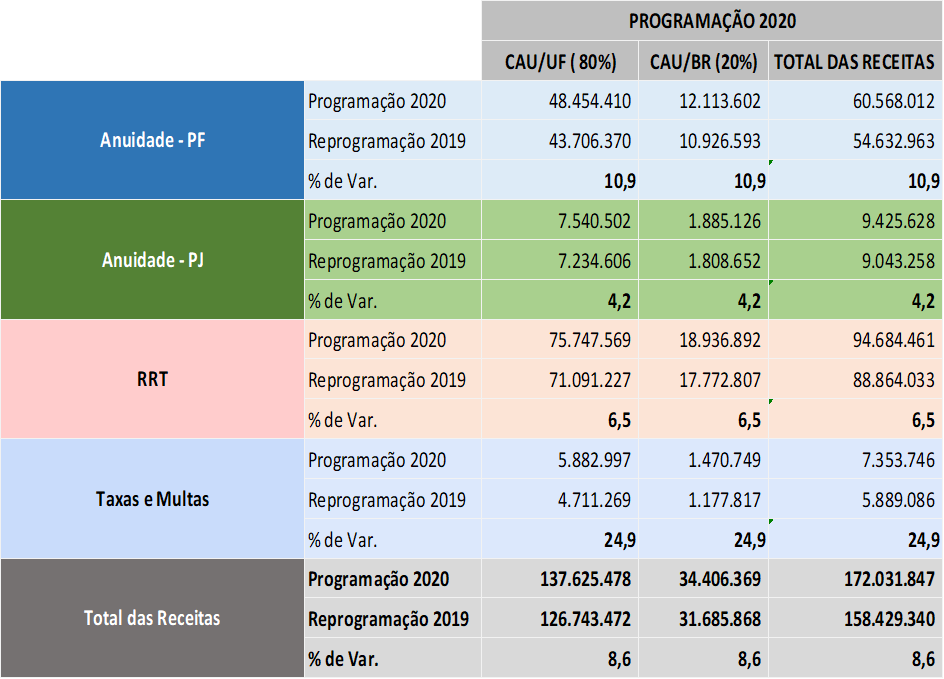 PROGRAMAÇÃO 2020
CAU/UF ( 80%) CAU/BR (20%) TOTAL DAS RECEITAS
Anuidade - PF
Programação 2020 48.454.410 12.113.602 60.568.012
Reprogramação 2019 43.706.370 10.926.593 54.632.963
% de Var. 10,9 10,9 10,9
Anuidade - PJ
Programação 2020 7.540.502 1.885.126 9.425.628
Reprogramação 2019 7.234.606 1.808.652 9.043.258
% de Var. 4,2 4,2 4,2
RRT
Programação 2020 75.747.569 18.936.892 94.684.461
Reprogramação 2019 71.091.227 17.772.807 88.864.033
% de Var. 6,5 6,5 6,5
Taxas e Multas
Programação 2020 5.882.997 1.470.749 7.353.746
Reprogramação 2019 4.711.269 1.177.817 5.889.086
% de Var. 24,9 24,9 24,9
Total das Receitas
Programação 2020 137.625.478 34.406.369 172.031.847
Reprogramação 2019 126.743.472 31.685.868 158.429.340
% de Var. 8,6 8,6 8,6